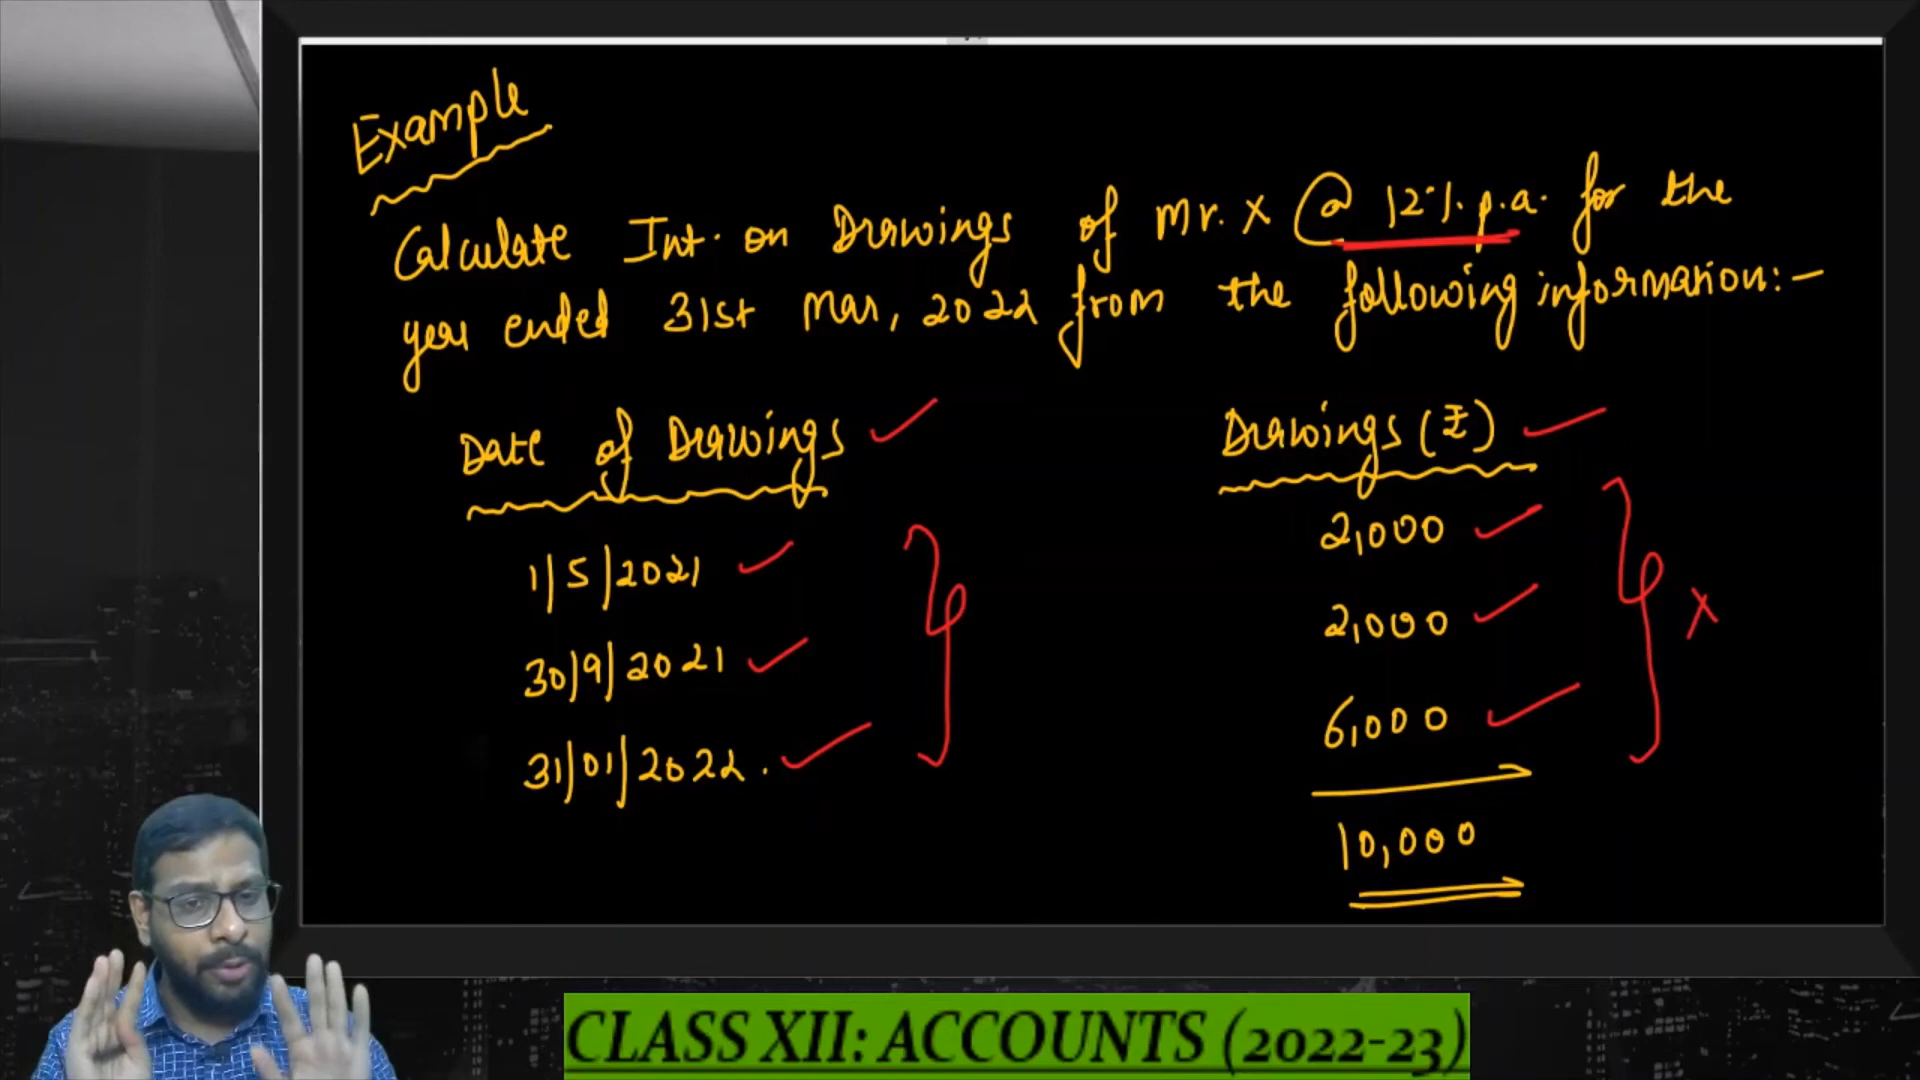 Example
Calculate Int. on Drawings of Mr. X @ 12%. p.a. for the
year ended 31st Mar, 2022 from the following information:-
Date of Drawings
Drawings (₹)
1/5/2021
2,000
30/9/2021
2,000
31/01/2022.
6,000
10,000
X
CLASS XII: ACCOUNTS (2022-23)